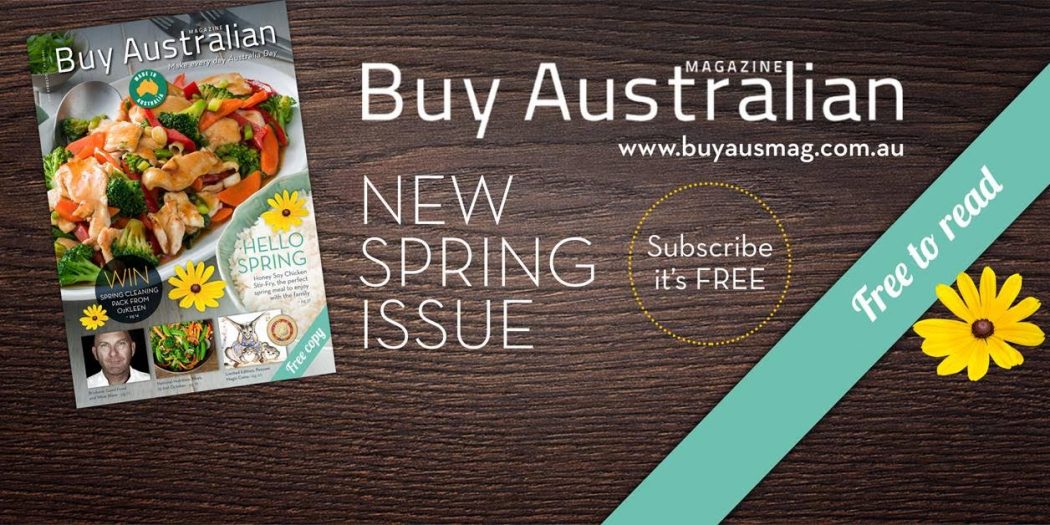 MAGAZINE
Buy Australian
Make every day Australia Day
MADE IN
AUSTRALIA
HELLO
SPRING
Honey Soy Chicken
Stir-Fry, the perfect
spring meal to enjoy
with the family
WIN
SPRING CLEANING
PACK FROM
OZKLEEN
Free copy
MAGAZINE
Buy Australian
www.buyausmag.com.au
NEW
SPRING
ISSUE
Subscribe
it's FREE
Free to read